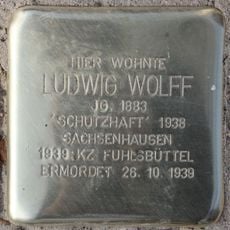 HIER WOHNTE
LUDWIG WOLFF
JG. 1883
'SCHUTZHAFT' 1938
SACHSENHAUSEN
1939 KZ FUHLSBÜTTEL
ERMORDET 26.10.1939